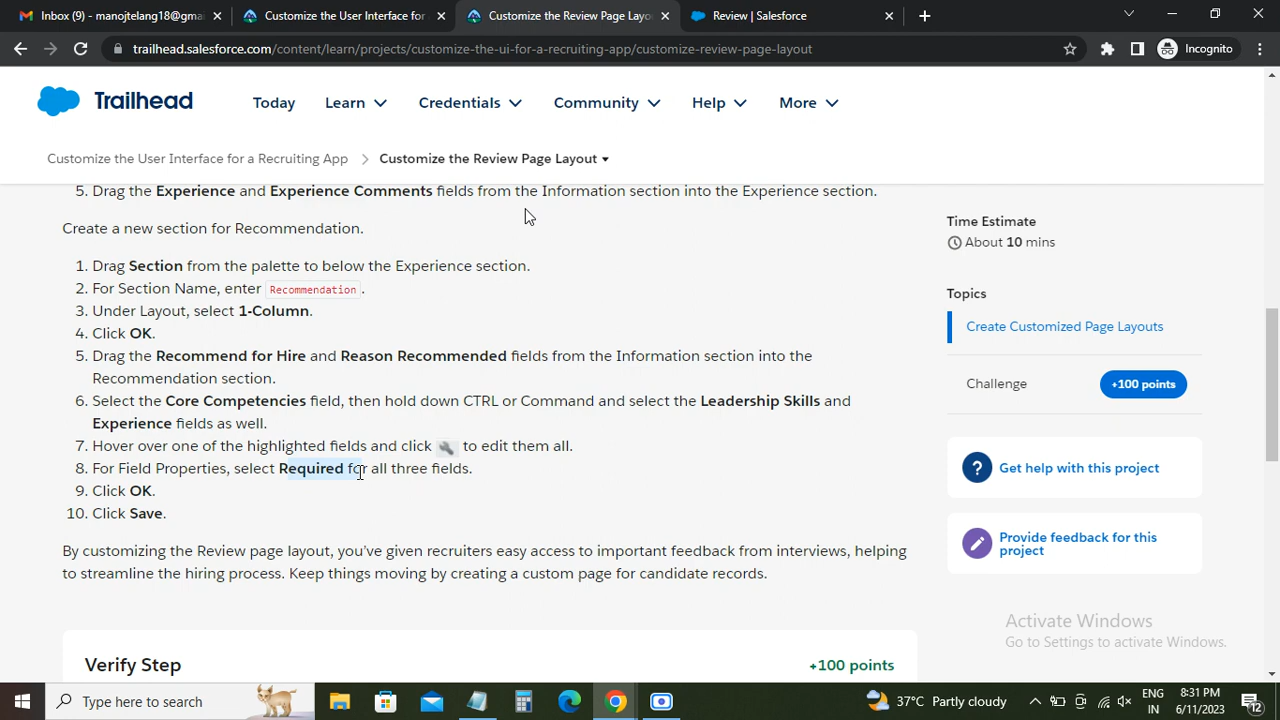 Inbox (9) - manojtelang18@gma
Customize the User Interface for
Customize the Review Page Layo
Review | Salesforce
trailhead.salesforce.com/content/learn/projects/customize-the-ui-for-a-recruiting-app/customize-review-page-layout
Incognito
Trailhead
Today Learn Credentials Community Help More
Customize the User Interface for a Recruiting App > Customize the Review Page Layout
5. Drag the Experience and Experience Comments fields from the Information section into the Experience section.
Create a new section for Recommendation.
1. Drag Section from the palette to below the Experience section.
2. For Section Name, enter Recommendation.
3. Under Layout, select 1-Column.
4. Click OK.
5. Drag the Recommend for Hire and Reason Recommended fields from the Information section into the
Recommendation section.
6. Select the Core Competencies field, then hold down CTRL or Command and select the Leadership Skills and
Experience fields as well.
7. Hover over one of the highlighted fields and click to edit them all.
8. For Field Properties, select Required for all three fields.
9. Click OK.
10. Click Save.
By customizing the Review page layout, you've given recruiters easy access to important feedback from interviews, helping
to streamline the hiring process. Keep things moving by creating a custom page for candidate records.
Verify Step +100 points
Time Estimate
About 10 mins
Topics
Create Customized Page Layouts
Challenge +100 points
? Get help with this project
Provide feedback for this
project
Activate Windows
Go to Settings to activate Windows.
Type here to search
37°C Partly cloudy
ENG
IN
8:31 PM
6/11/2023
12